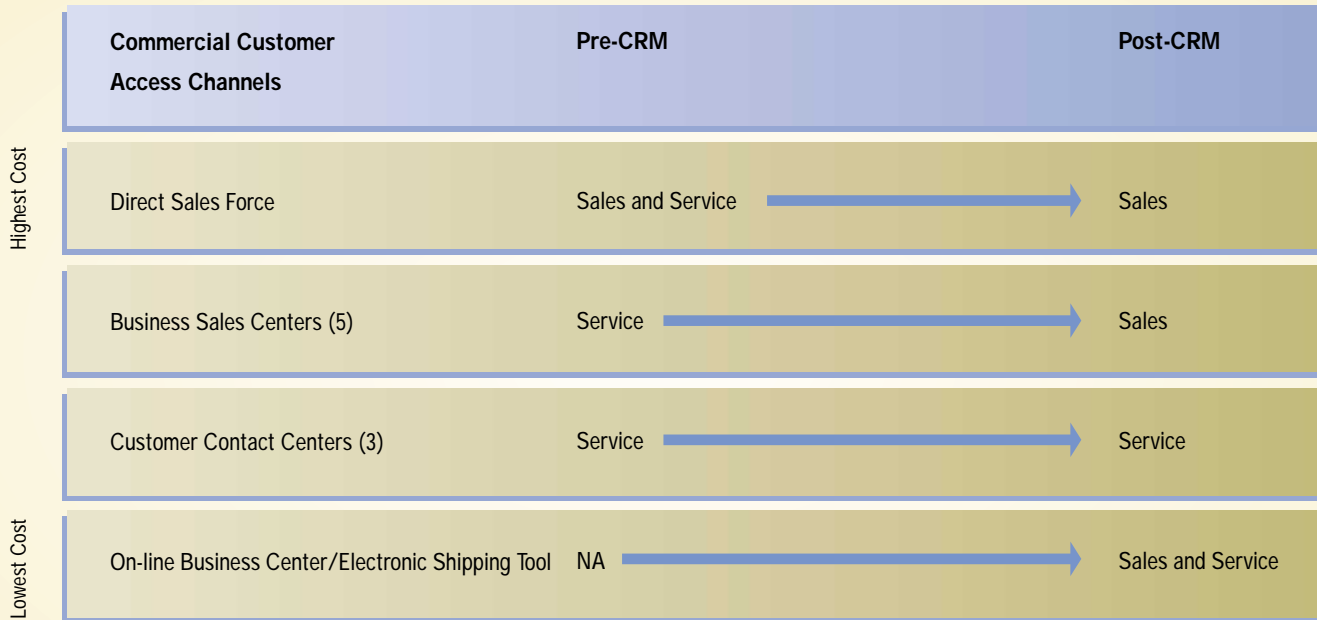 Commercial Customer Pre-CRM Post-CRM
Access Channels
Highest Cost
Direct Sales Force Sales and Service Sales
Business Sales Centers (5) Service Sales
Customer Contact Centers (3) Service Service
Lowest Cost
On-line Business Center/Electronic Shipping Tool NA Sales and Service